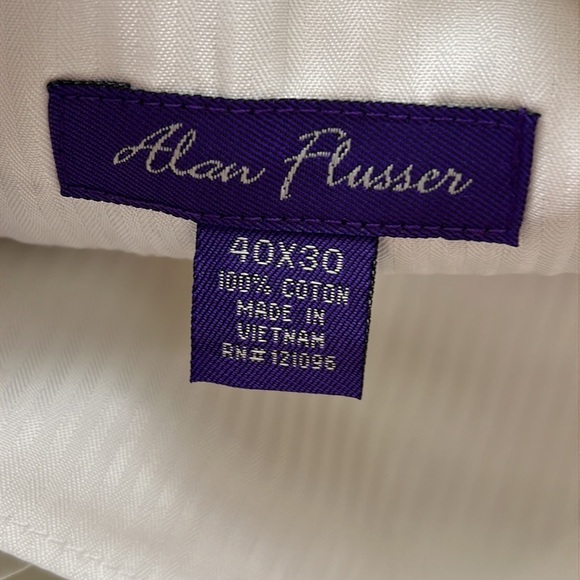 Alan Flusser
40X30
100% COTON
MADE IN
VIETNAM
RN# 121096